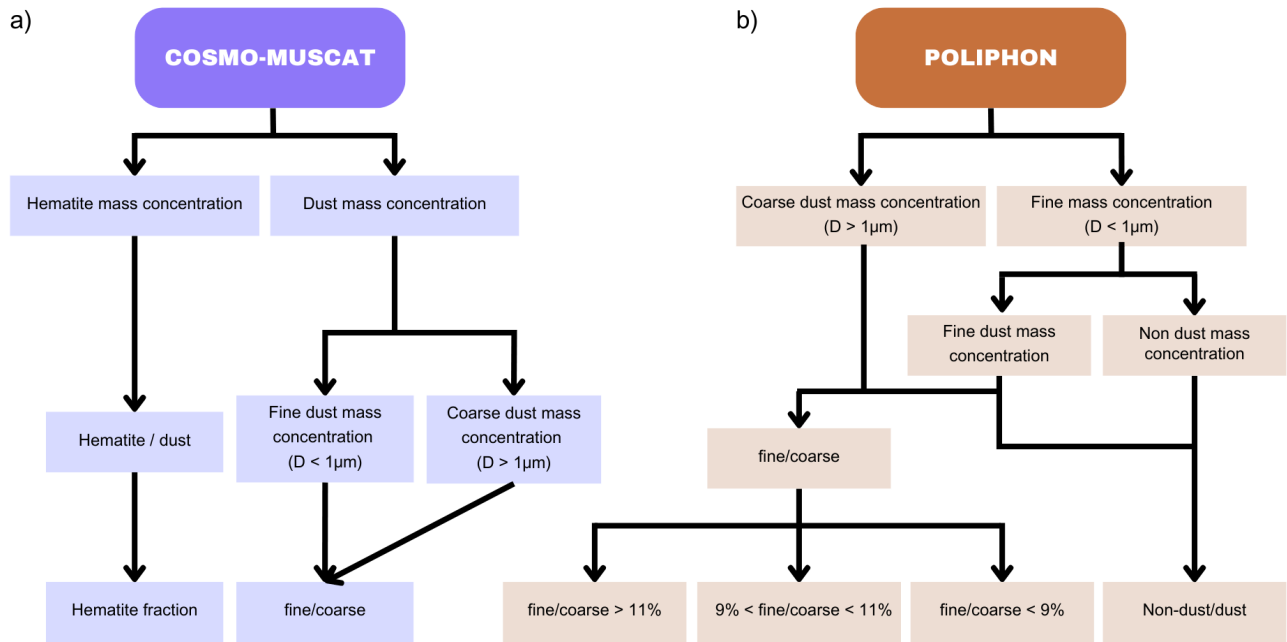 a)
COSMO-MUSCAT
Hematite mass concentration
Dust mass concentration
Hematite / dust
Fine dust mass
concentration
(D < 1µm)
Coarse dust mass
concentration
(D > 1µm)
Hematite fraction
fine/coarse
b)
POLIPHON
Coarse dust mass concentration
(D > 1µm)
Fine mass concentration
(D < 1µm)
Fine dust mass
concentration
Non dust mass
concentration
fine/coarse
fine/coarse > 11%
9% < fine/coarse < 11%
fine/coarse < 9%
Non-dust/dust